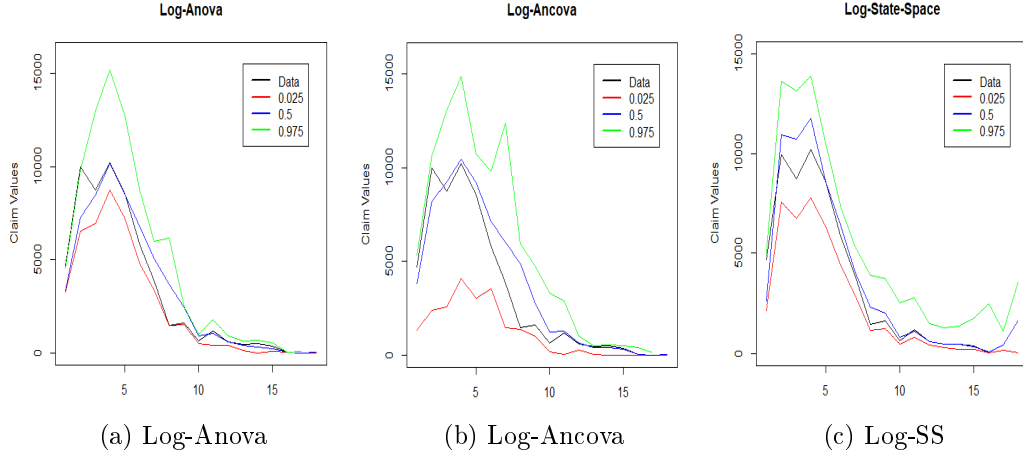 Log-Anova
Claim Values
0
5000
10000
15000
5
10
15
Data
0.025
0.5
0.975
(a) Log-Anova
Log-Ancova
Claim Values
0
5000
10000
15000
5
10
15
Data
0.025
0.5
0.975
(b) Log-Ancova
Log-State-Space
Claim Values
0
5000
10000
15000
5
10
15
Data
0.025
0.5
0.975
(c) Log-SS